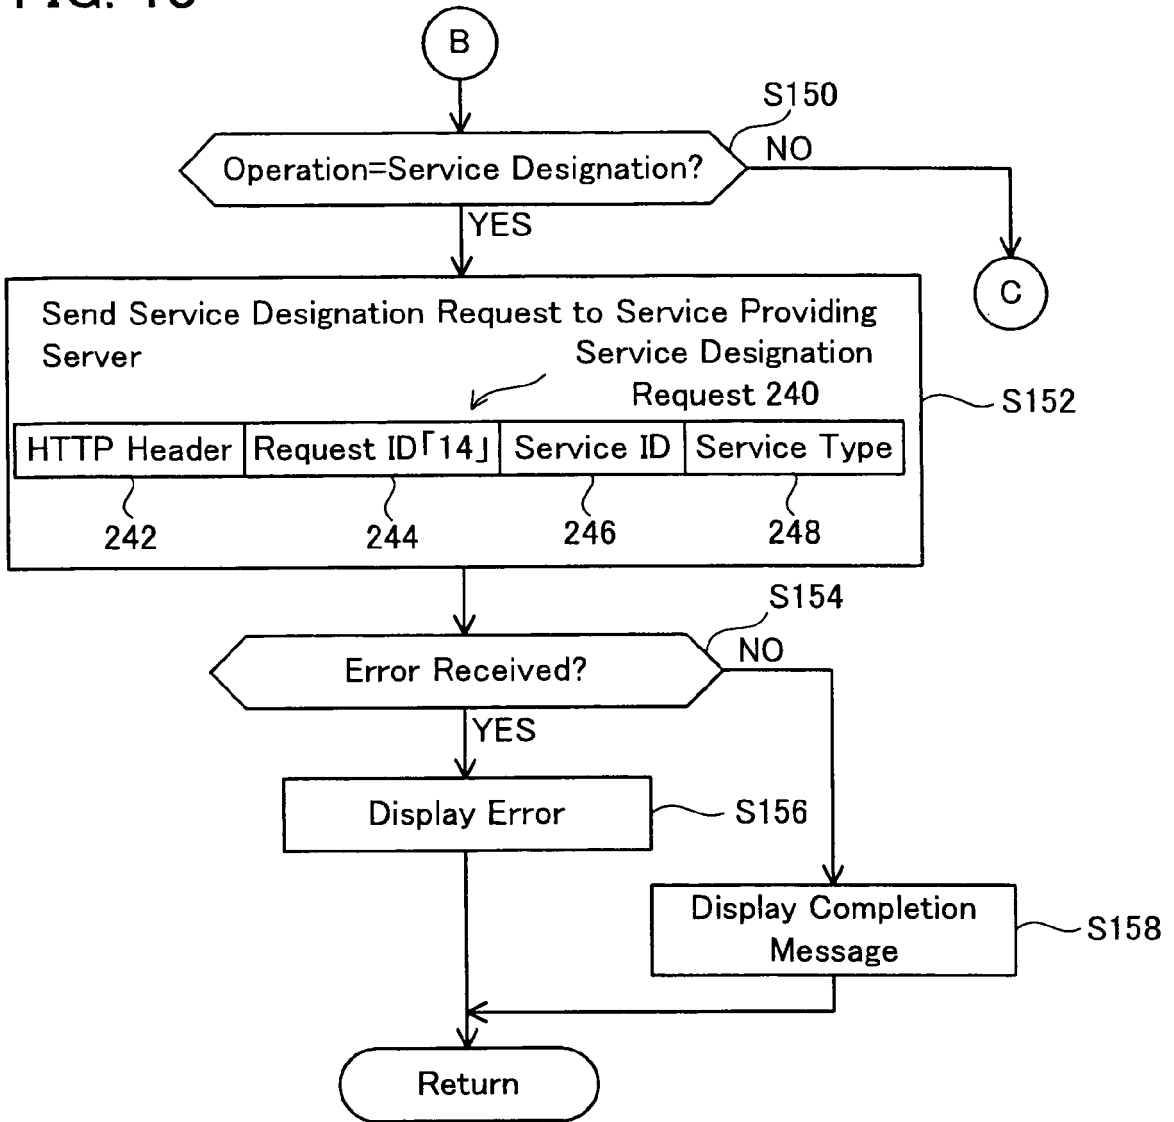 B
S150
Operation=Service Designation?
NO
YES
C
Send Service Designation Request to Service Providing
Server
Service Designation
Request 240
S152
HTTP Header
Request ID「14」
Service ID
Service Type
242
244
246
248
S154
Error Received?
NO
YES
Display Error
S156
Display Completion
Message
S158
Return